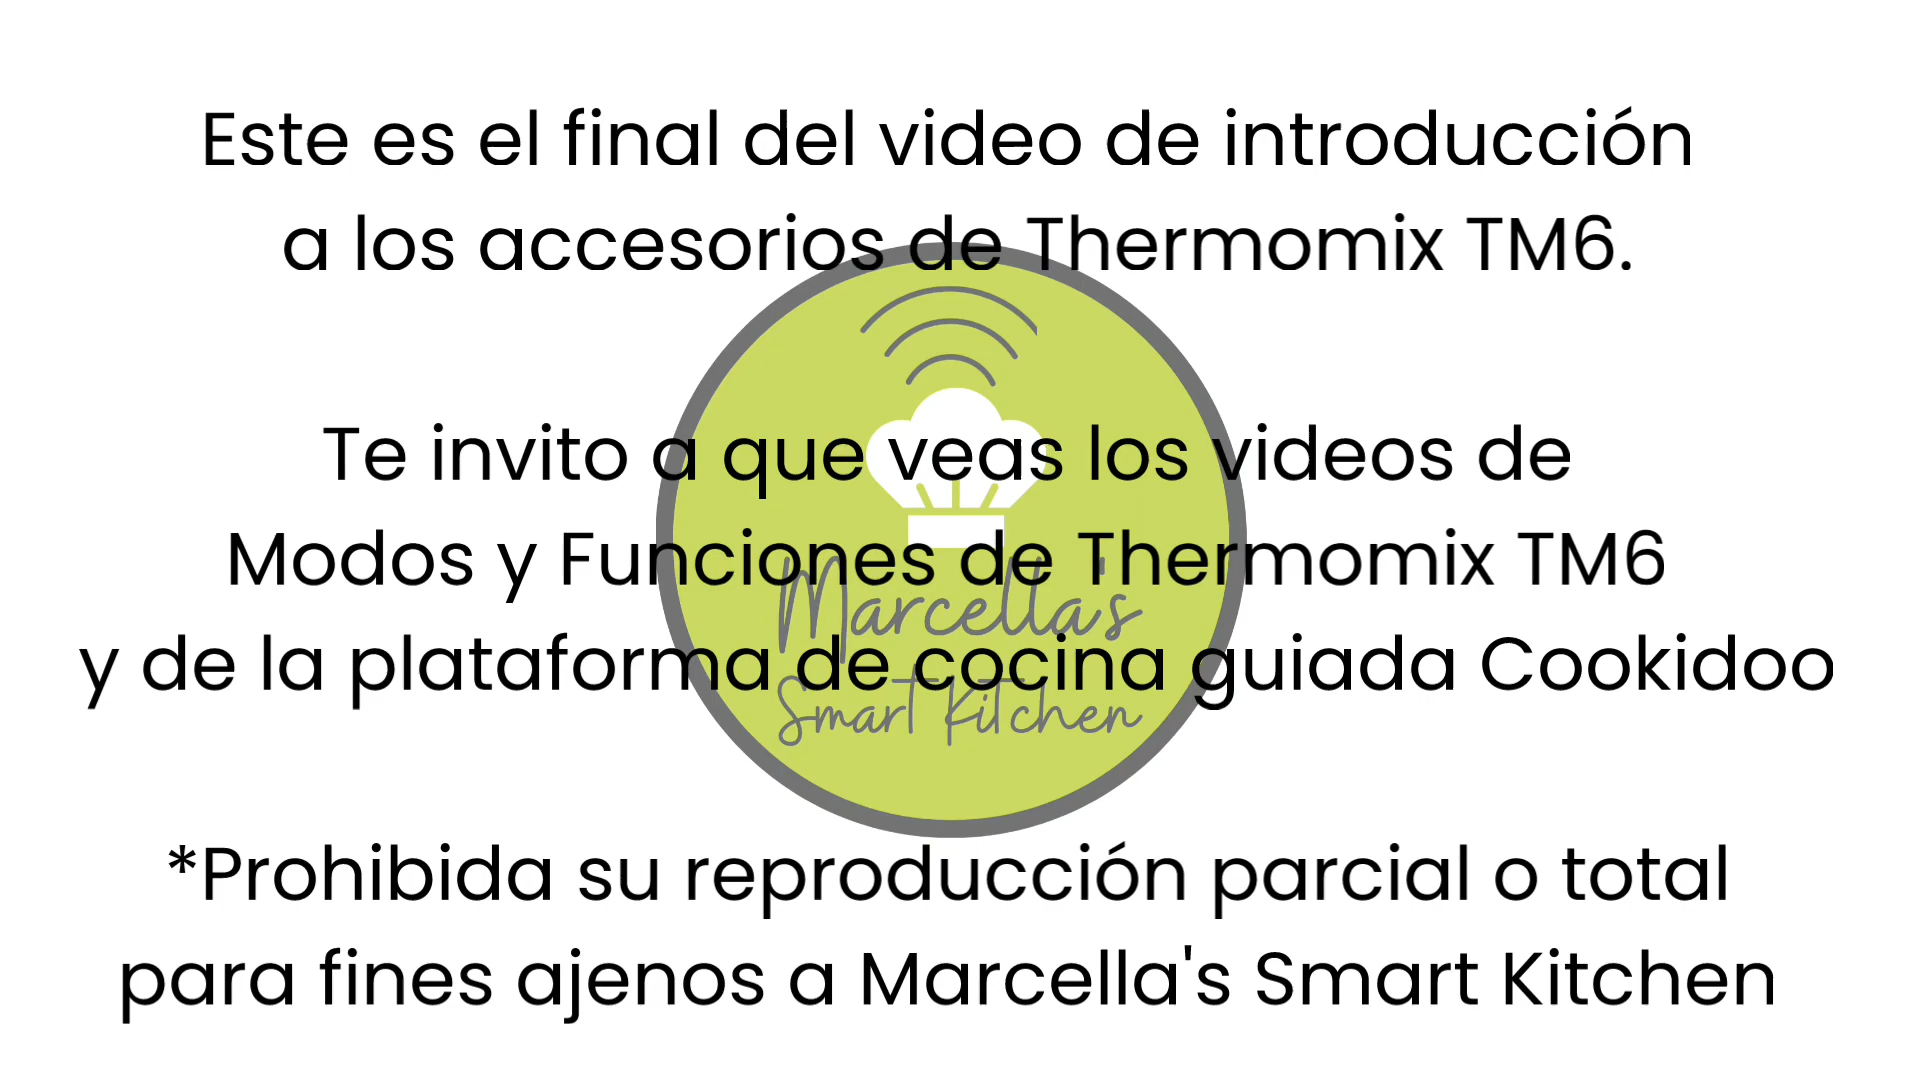 Este es el final del video de introducción
a los accesorios de Thermomix TM6.
Te invito a que veas los videos de
Modos y Funciones de Thermomix TM6
Marcella's
y de la plataforma de cocina guiada Cookidoo
Smart Kitchen
*Prohibida su reproducción parcial o total
para fines ajenos a Marcella's Smart Kitchen